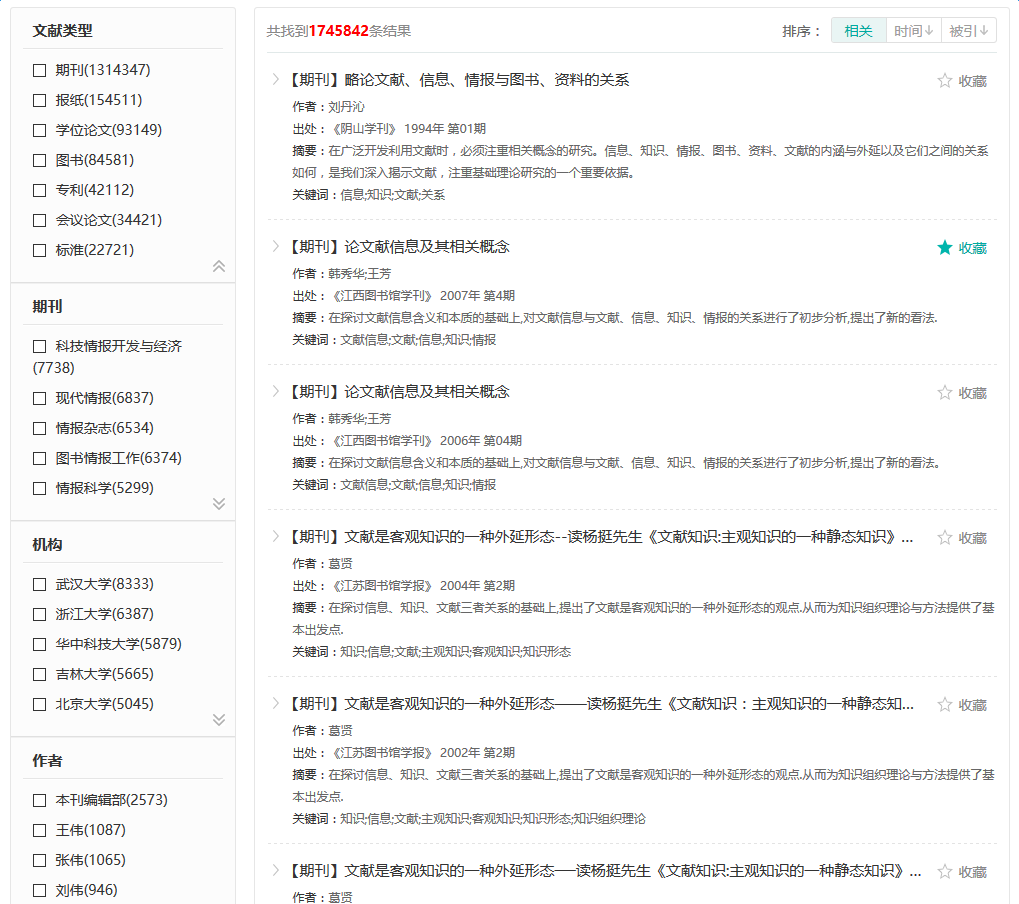 文献类型
期刊(1314347)
报纸(154511)
学位论文(93149)
图书(84581)
专利(42112)
会议论文(34421)
标准(22721)
期刊
科技情报开发与经济
(7738)
现代情报(6837)
情报杂志(6534)
图书情报工作(6374)
情报科学(5299)
机构
武汉大学(8333)
浙江大学(6387)
华中科技大学(5879)
吉林大学(5665)
北京大学(5045)
作者
本刊编辑部(2573)
王伟(1087)
张伟(1065)
刘伟(946)
共找到1745842条结果
排序： 相关 时间↓ 被引↓
【期刊】略论文献、信息、情报与图书、资料的关系 收藏
作者：刘丹沁
出处：《阴山学刊》 1994年 第01期
摘要：在广泛开发利用文献时，必须注重相关概念的研究。信息、知识、情报、图书、资料、文献的内涵与外延以及它们之间的关系
如何，是我们深入揭示文献，注重基础理论研究的一个重要依据。
关键词：信息;知识;文献;关系
【期刊】论文献信息及其相关概念 收藏
作者：韩秀华;王芳
出处：《江西图书馆学刊》 2007年 第4期
摘要：在探讨文献信息含义和本质的基础上,对文献信息与文献、信息、知识、情报的关系进行了初步分析,提出了新的看法.
关键词：文献信息;文献;信息;知识;情报
【期刊】论文献信息及其相关概念 收藏
作者：韩秀华;王芳
出处：《江西图书馆学刊》 2006年 第04期
摘要：在探讨文献信息含义和本质的基础上,对文献信息与文献、信息、知识、情报的关系进行了初步分析,提出了新的看法。
关键词：文献信息;文献;信息;知识;情报
【期刊】文献是客观知识的一种外延形态--读杨挺先生《文献知识:主观知识的一种静态知识》... 收藏
作者：葛贤
出处：《江苏图书馆学报》 2004年 第2期
摘要：在探讨信息、知识、文献三者关系的基础上,提出了文献是客观知识的一种外延形态的观点.从而为知识组织理论与方法提供了基
本出发点.
关键词：知识;信息;文献;主观知识;客观知识;知识形态
【期刊】文献是客观知识的一种外延形态——读杨挺先生《文献知识：主观知识的一种静态知... 收藏
作者：葛贤
出处：《江苏图书馆学报》 2002年 第2期
摘要：在探讨信息、知识、文献三者关系的基础上,提出了文献是客观知识的一种外延形态的观点.从而为知识组织理论与方法提供了基
本出发点.
关键词：知识;信息;文献;主观知识;客观知识;知识形态;知识组织理论
【期刊】文献是客观知识的一种外延形态──读杨挺先生《文献知识:主观知识的一种静态知识》... 收藏
作者：葛贤